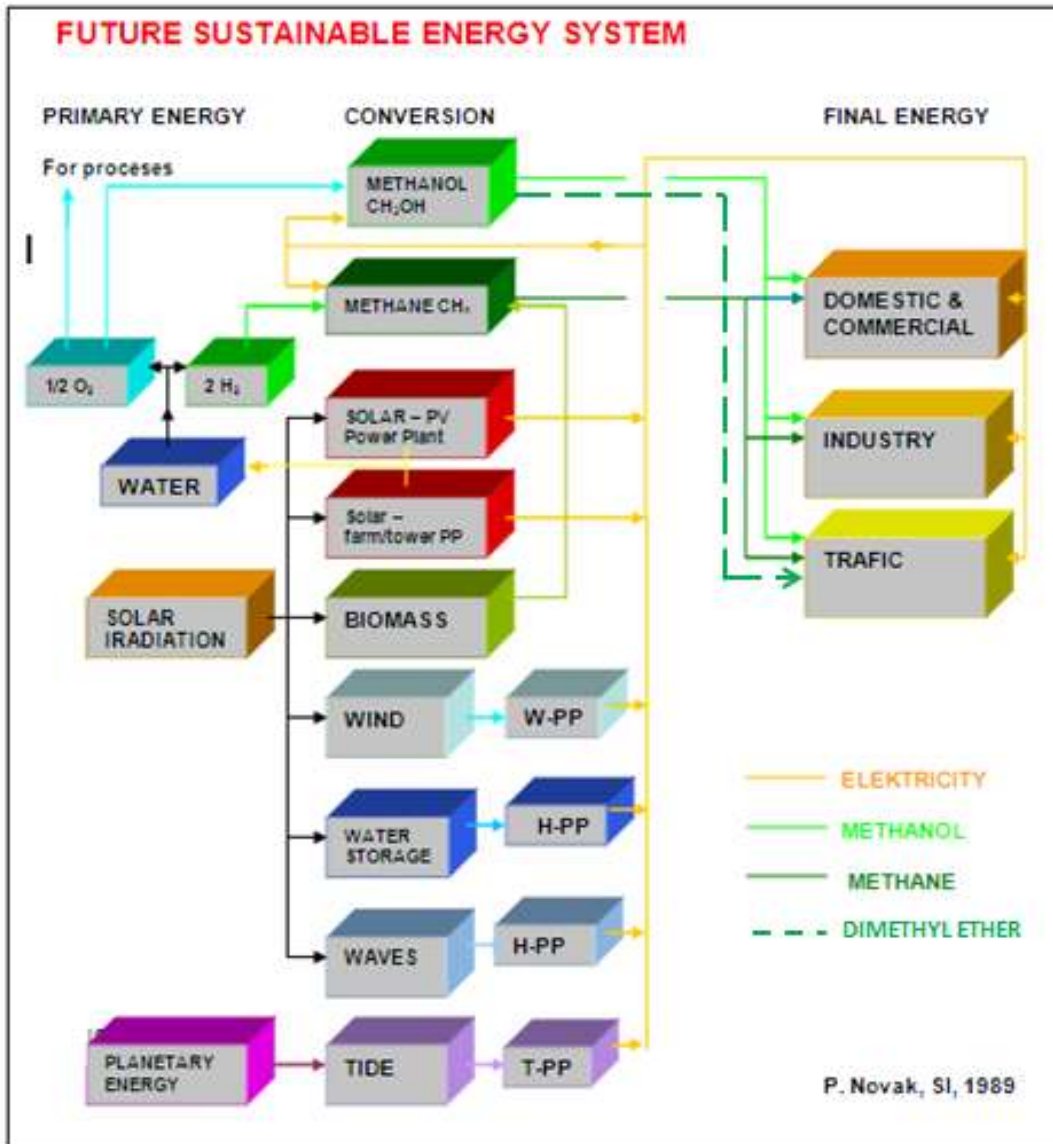 FUTURE SUSTAINABLE ENERGY SYSTEM
PRIMARY ENERGY
CONVERSION
FINAL ENERGY
For proceses
METHANOL
CH₃OH
METHANE CH₄
DOMESTIC &
COMMERCIAL
1/2 O₂
2 H₂
SOLAR – PV
Power Plant
INDUSTRY
WATER
Solar –
farm/tower PP
TRAFIC
SOLAR
IRADIATION
BIOMASS
WIND
W-PP
ELEKTRICITY
WATER
STORAGE
H-PP
METHANOL
METHANE
DIMETHYL ETHER
WAVES
H-PP
PLANETARY
ENERGY
TIDE
T-PP
P. Novak, SI, 1989